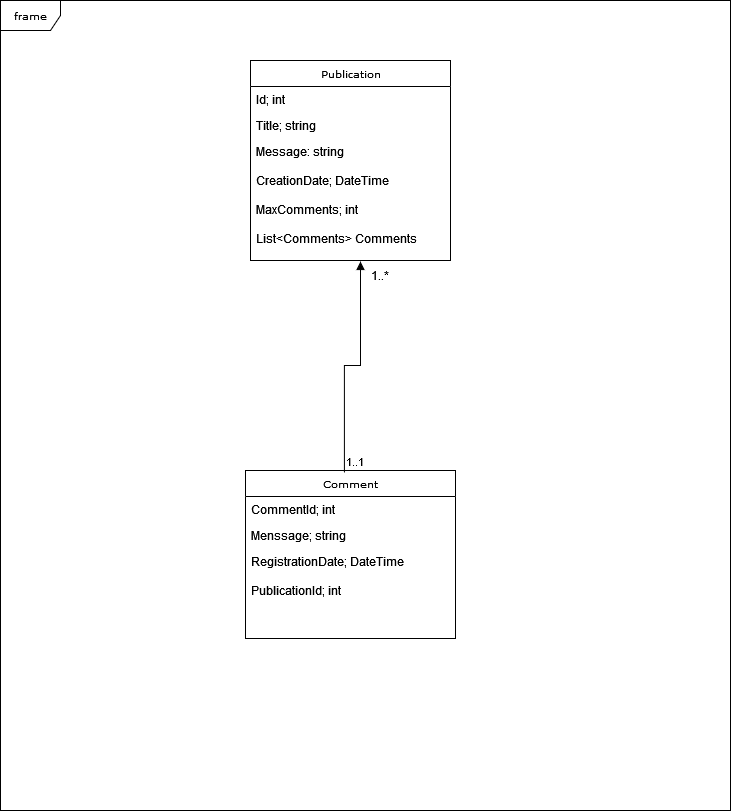 frame
Publication
Id; int
Title; string
Message: string
CreationDate; DateTime
MaxComments; int
List<Comments> Comments
1..*
1..1
Comment
CommentId; int
Menssage; string
RegistrationDate; DateTime
PublicationId; int